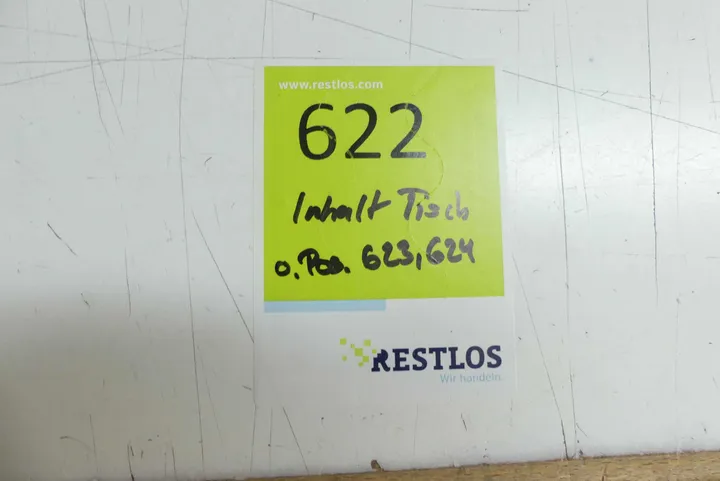 www.restlos.com
622
Inhalt Tisch
o. Pos. 623, 624
RESTLOS
Wir handeln.